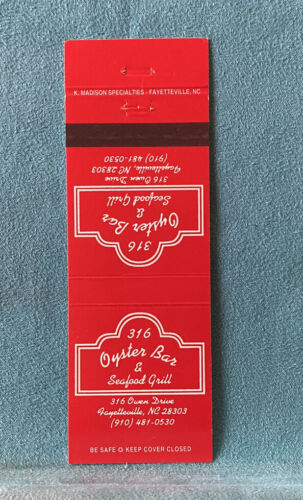 K. MADISON SPECIALTIES - FAYETTEVILLE, NC
(910) 481-0530
Fayetteville, NC 28303
316 Owen Drive
Seafood Grill
&
Oyster Bar
316
316
Oyster Bar
&
Seafood Grill
316 Owen Drive
Fayetteville, NC 28303
(910) 481-0530
BE SAFE KEEP COVER CLOSED